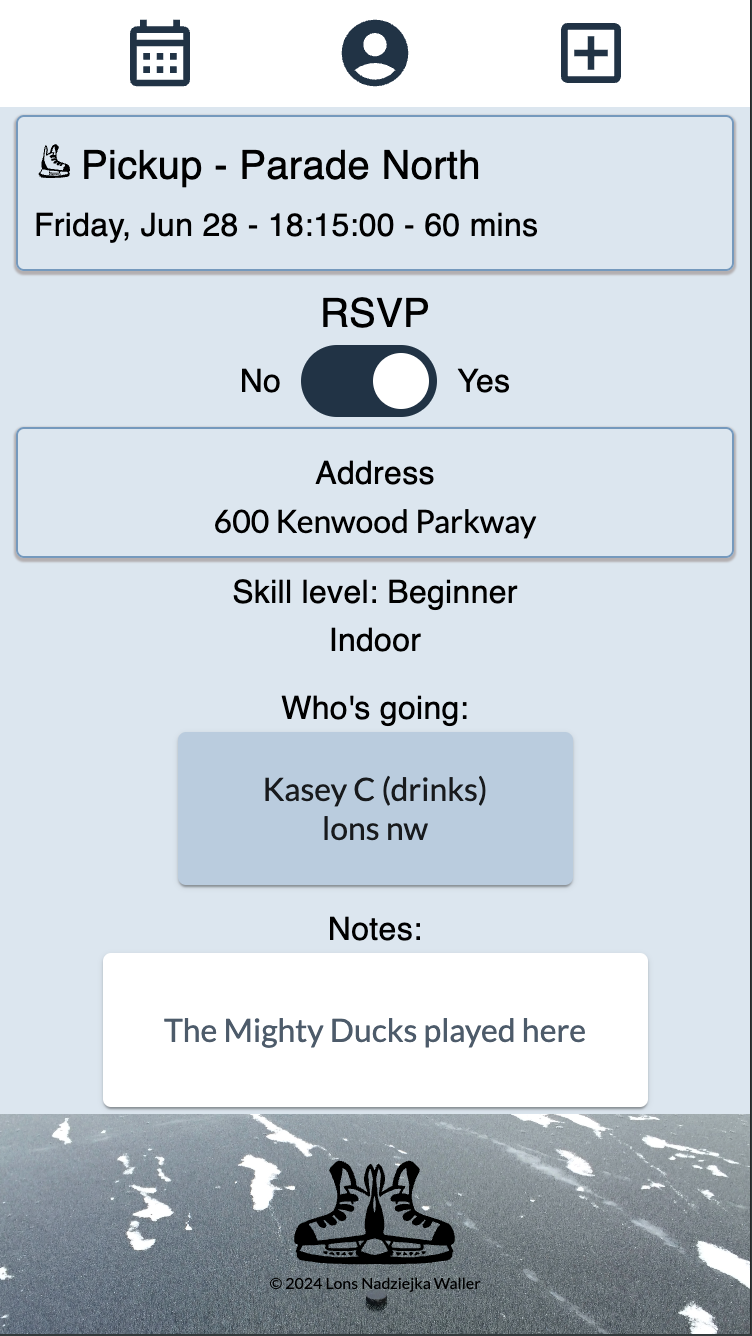 Pickup - Parade North
Friday, Jun 28 - 18:15:00 - 60 mins
RSVP
No Yes
Address
600 Kenwood Parkway
Skill level: Beginner
Indoor
Who's going:
Kasey C (drinks)
lons nw
Notes:
The Mighty Ducks played here
© 2024 Lons Nadziejka Waller